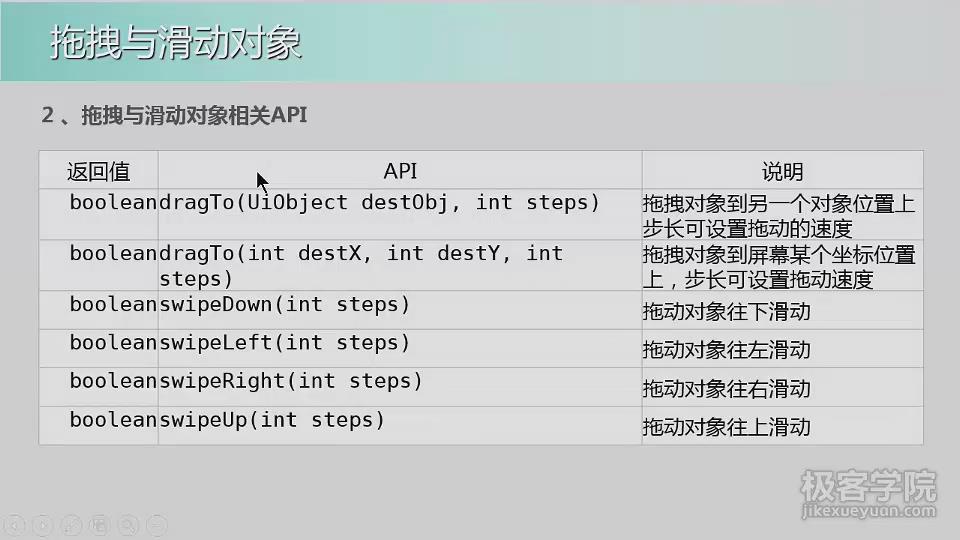 拖拽与滑动对象
2 、拖拽与滑动对象相关API
返回值 API 说明
boolean dragTo(UiObject destObj, int steps) 拖拽对象到另一个对象位置上
步长可设置拖动的速度
boolean dragTo(int destX, int destY, int 拖拽对象到屏幕某个坐标位置
steps) 上，步长可设置拖动速度
boolean swipeDown(int steps) 拖动对象往下滑动
boolean swipeLeft(int steps) 拖动对象往左滑动
boolean swipeRight(int steps) 拖动对象往右滑动
boolean swipeUp(int steps) 拖动对象往上滑动
极客学院
jikexueyuan.com